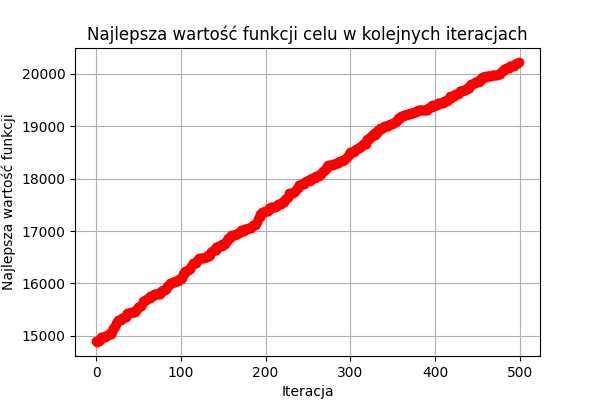 Najlepsza wartość funkcji celu w kolejnych iteracjach
Najlepsza wartość funkcji
20000
19000
18000
17000
16000
15000
0 100 200 300 400 500
Iteracja